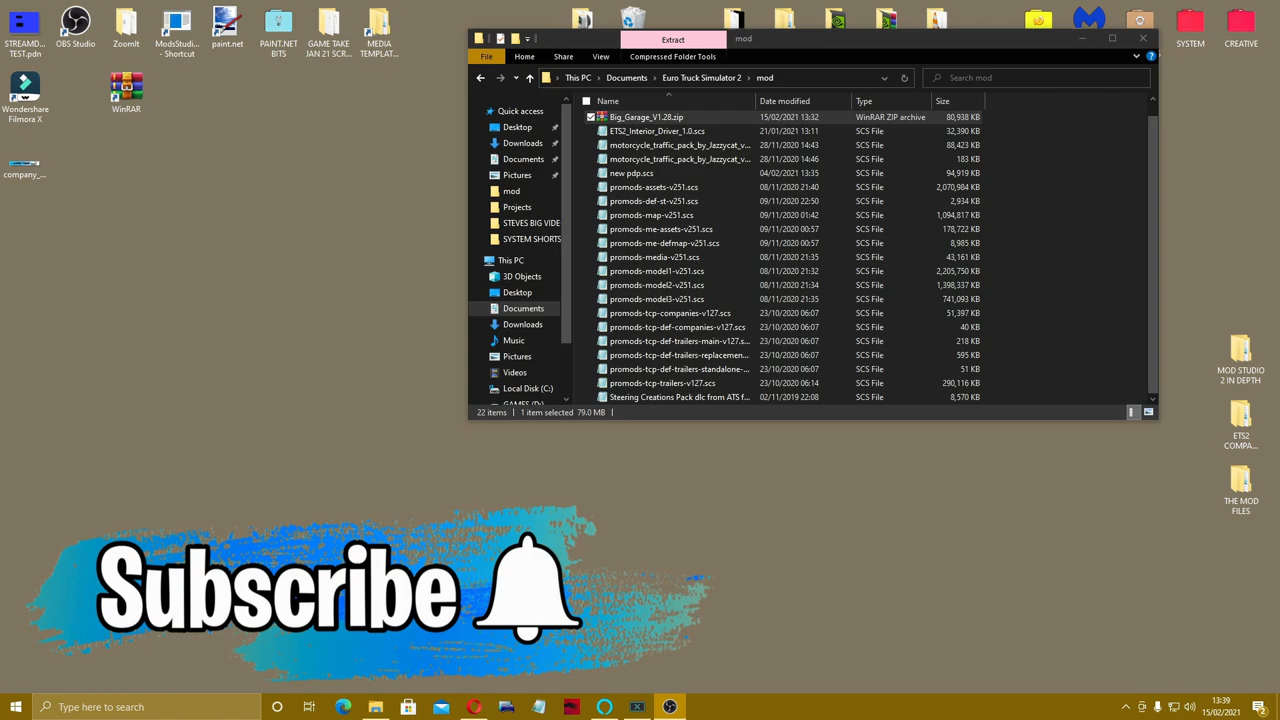 STREAMD...
TEST.pdn
OBS Studio
ZoomIt
ModsStudi...
- Shortcut
paint.net
PAINT.NET
BITS
GAME TAKE
JAN 21 SCR...
MEDIA
TEMPLAT...
SYSTEM
CREATIVE
Wondershare
Filmora X
WinRAR
company_...
Extract
mod
File
Home
Share
View
Compressed Folder Tools
This PC > Documents > Euro Truck Simulator 2 > mod
Search mod
Name
Date modified
Type
Size
Quick access
Desktop
Downloads
Documents
Pictures
mod
Projects
STEVES BIG VIDE
SYSTEM SHORTS
This PC
3D Objects
Desktop
Documents
Downloads
Music
Pictures
Videos
Local Disk (C:)
GAMES (D:)
Big_Garage_V1.28.zip 15/02/2021 13:32 WinRAR ZIP archive 80,938 KB
ETS2_Interior_Driver_1.0.scs 21/01/2021 13:11 SCS File 32,390 KB
motorcycle_traffic_pack_by_Jazzycat_v... 28/11/2020 14:43 SCS File 88,423 KB
motorcycle_traffic_pack_by_Jazzycat_v... 28/11/2020 14:46 SCS File 183 KB
new pdp.scs 04/02/2021 13:35 SCS File 94,919 KB
promods-assets-v251.scs 08/11/2020 21:40 SCS File 2,070,984 KB
promods-def-st-v251.scs 09/11/2020 22:50 SCS File 2,934 KB
promods-map-v251.scs 09/11/2020 01:42 SCS File 1,094,817 KB
promods-me-assets-v251.scs 09/11/2020 00:57 SCS File 178,722 KB
promods-me-defmap-v251.scs 09/11/2020 00:57 SCS File 8,985 KB
promods-media-v251.scs 08/11/2020 21:35 SCS File 43,161 KB
promods-model1-v251.scs 08/11/2020 21:32 SCS File 2,205,750 KB
promods-model2-v251.scs 08/11/2020 21:34 SCS File 1,398,337 KB
promods-model3-v251.scs 08/11/2020 21:35 SCS File 741,093 KB
promods-tcp-companies-v127.scs 23/10/2020 06:07 SCS File 51,397 KB
promods-tcp-def-companies-v127.scs 23/10/2020 06:07 SCS File 40 KB
promods-tcp-def-trailers-main-v127.s... 23/10/2020 06:07 SCS File 218 KB
promods-tcp-def-trailers-replacemen... 23/10/2020 06:07 SCS File 595 KB
promods-tcp-def-trailers-standalone-... 23/10/2020 06:07 SCS File 51 KB
promods-tcp-trailers-v127.scs 23/10/2020 06:14 SCS File 290,116 KB
Steering Creations Pack dlc from ATS f... 02/11/2019 22:08 SCS File 8,570 KB
22 items
1 item selected 79.0 MB
MOD STUDIO
2 IN DEPTH
ETS2
COMPA...
THE MOD
FILES
Subscribe
Type here to search
13:39
15/02/2021
2